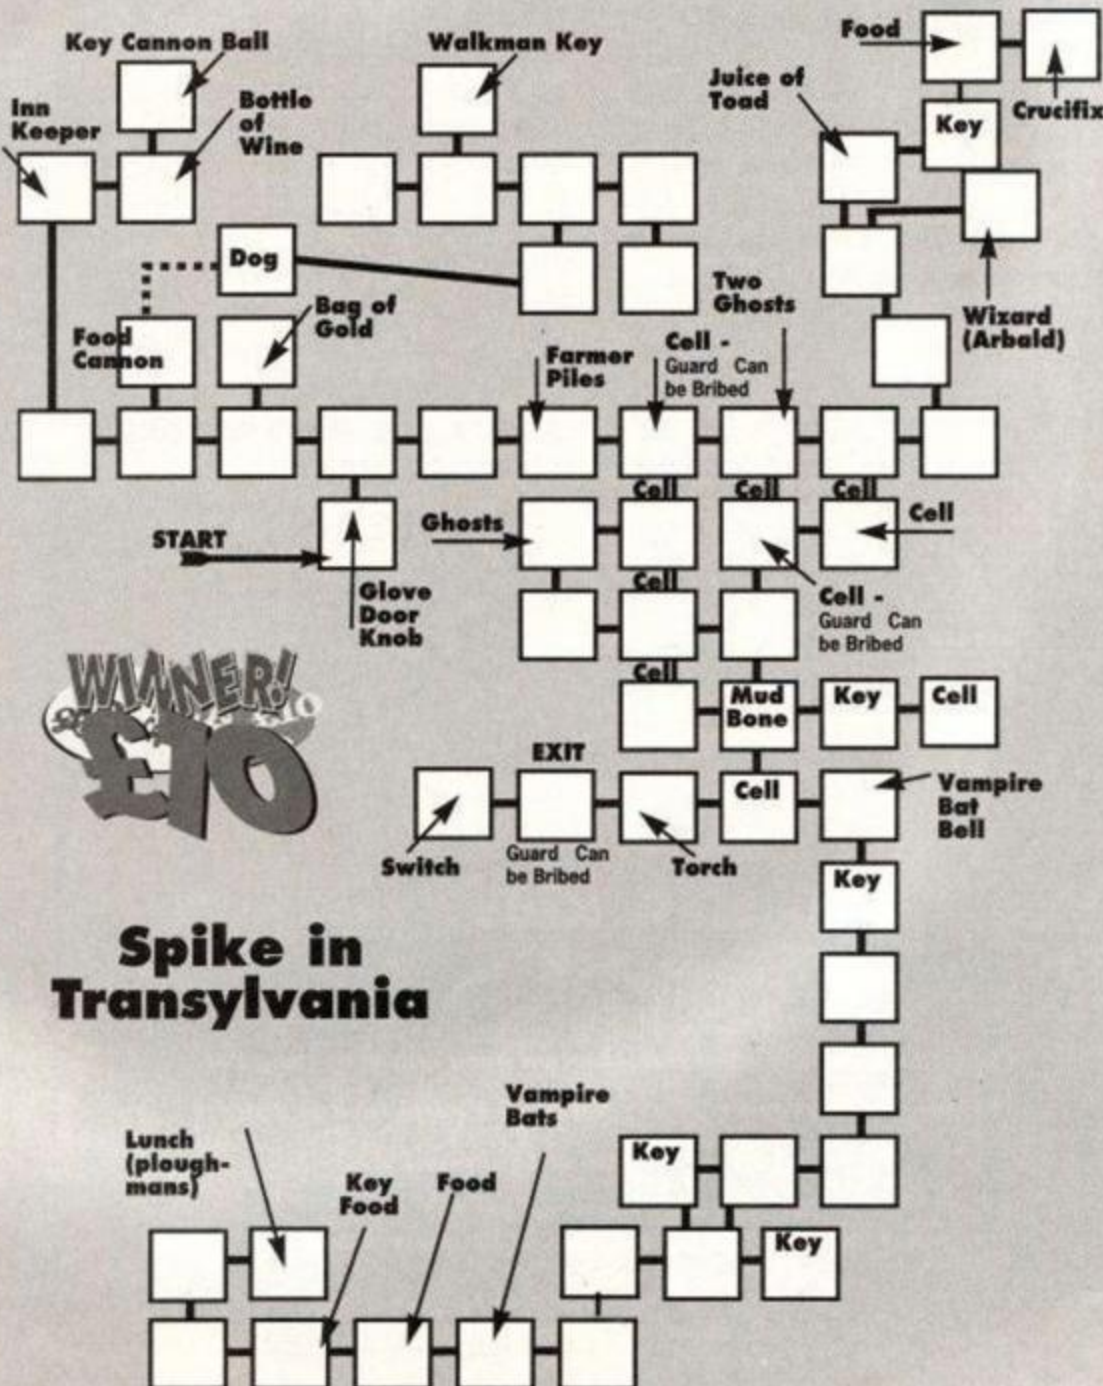 Food
Key Cannon Ball
Walkman Key
Juice of
Toad
Crucifix
Inn
Keeper
Bottle
of
Wine
Key
Dog
Two
Ghosts
Bag of
Gold
Wizard
(Arbald)
Food
Cannon
Farmer
Piles
Cell -
Guard Can
be Bribed
Cell
Cell
Cell
START
Ghosts
Cell
Glove
Door
Knob
Cell
Cell -
Guard Can
be Bribed
Cell
WINNER!
£10
Mud
Bone
Key
Cell
EXIT
Cell
Vampire
Bat
Bell
Switch
Guard Can
be Bribed
Torch
Key
Spike in
Transylvania
Vampire
Bats
Lunch
(plough-
mans)
Key
Food
Food
Key
Key